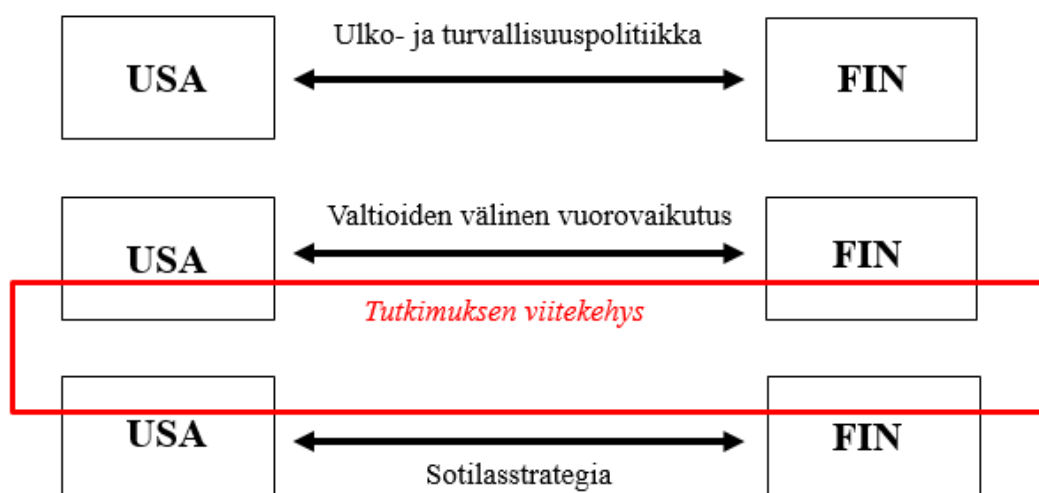 Ulko- ja turvallisuuspolitiikka
USA
FIN
Valtioiden välinen vuorovaikutus
USA
FIN
Tutkimuksen viitekehys
USA
FIN
Sotilasstrategia